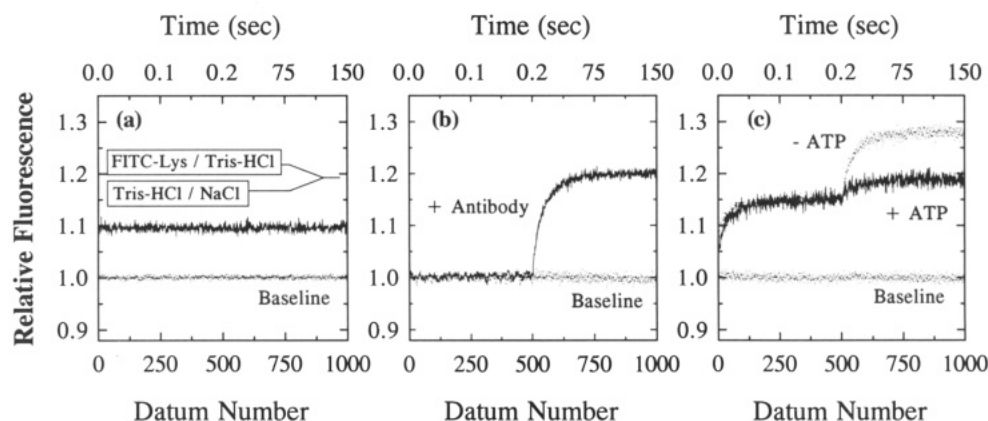 Time (sec)
Time (sec)
Time (sec)
0.0 0.1 0.2 75 150
0.0 0.1 0.2 75 150
0.0 0.1 0.2 75 150
Relative Fluorescence
1.3
1.2
1.1
1.0
0.9
(a)
FITC-Lys / Tris-HCl
Tris-HCl / NaCl
Baseline
0 250 500 750 1000
Datum Number
1.3
1.2
1.1
1.0
0.9
(b)
+ Antibody
Baseline
0 250 500 750 1000
Datum Number
1.3
1.2
1.1
1.0
0.9
(c)
- ATP
+ ATP
Baseline
0 250 500 750 1000
Datum Number